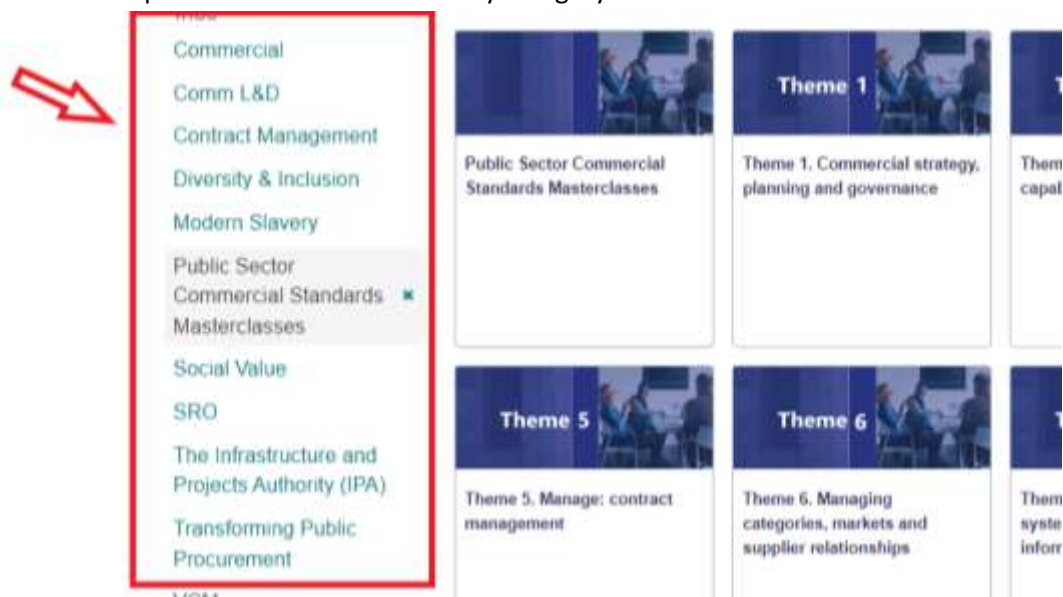 Commercial
Comm L&D
Contract Management
Diversity & Inclusion
Modern Slavery
Public Sector
Commercial Standards
Masterclasses
Social Value
SRO
The Infrastructure and
Projects Authority (IPA)
Transforming Public
Procurement
Public Sector Commercial
Standards Masterclasses
Theme 1
Theme 1. Commercial strategy,
planning and governance
Theme 5
Theme 5. Manage: contract
management
Theme 6
Theme 6. Managing
categories, markets and
supplier relationships